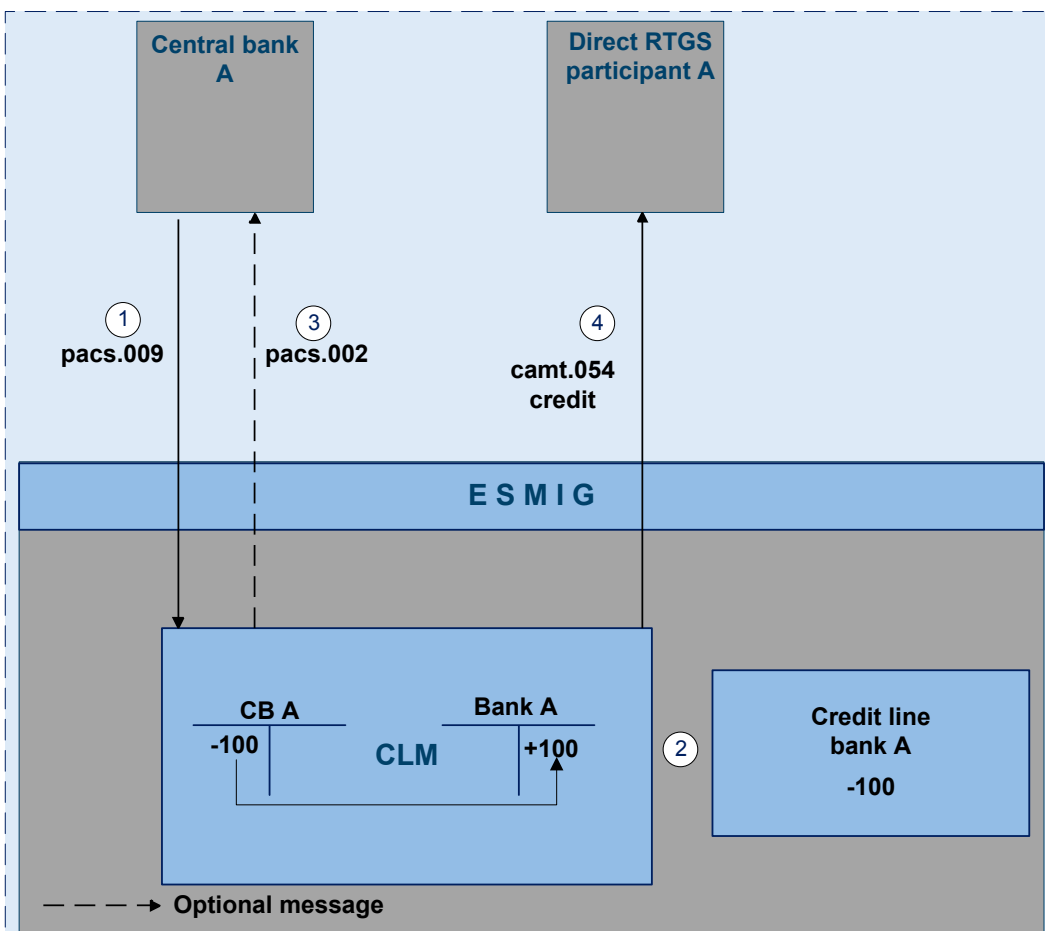 Central bank
A
Direct RTGS
participant A
1
pacs.009
3
pacs.002
4
camt.054
credit
E S M I G
CB A
-100
CLM
Bank A
+100
2
Credit line
bank A
-100
Optional message